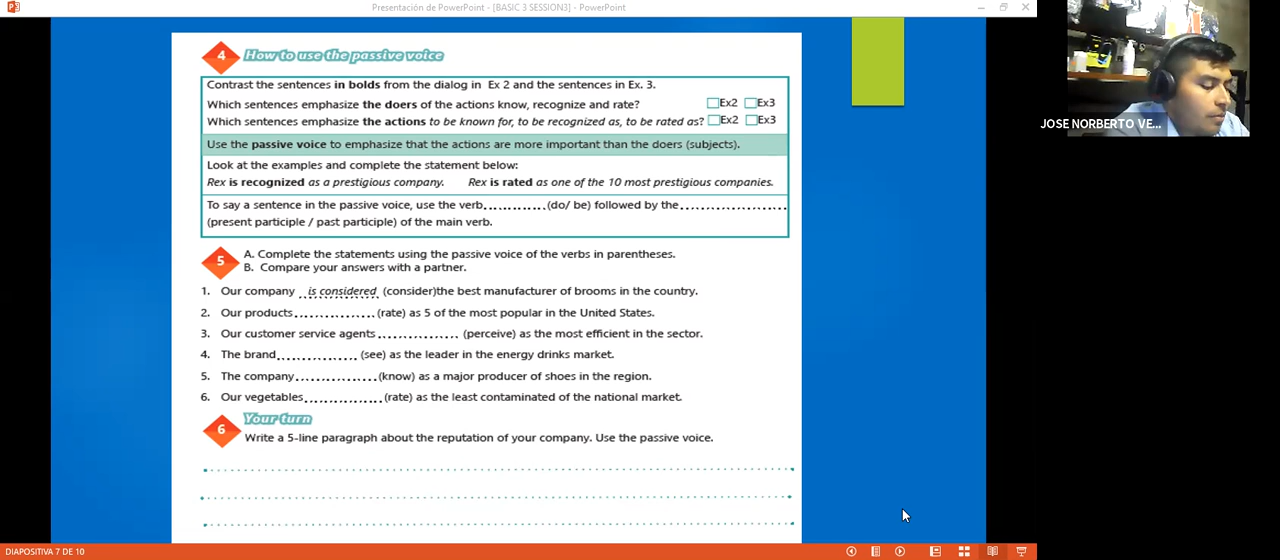 Presentación de PowerPoint - [BASIC 3 SESSION3] - PowerPoint
4 How to use the passive voice
Contrast the sentences in bolds from the dialog in Ex 2 and the sentences in Ex. 3.
Which sentences emphasize the doers of the actions know, recognize and rate? Ex2 Ex3
Which sentences emphasize the actions to be known for, to be recognized as, to be rated as? Ex2 Ex3
JOSE NORBERTO VE...
Use the passive voice to emphasize that the actions are more important than the doers (subjects).
Look at the examples and complete the statement below:
Rex is recognized as a prestigious company. Rex is rated as one of the 10 most prestigious companies.
To say a sentence in the passive voice, use the verb............(do/ be) followed by the.....................
(present participle / past participle) of the main verb.
5 A. Complete the statements using the passive voice of the verbs in parentheses.
B. Compare your answers with a partner.
1. Our company is considered (consider)the best manufacturer of brooms in the country.
2. Our products...............(rate) as 5 of the most popular in the United States.
3. Our customer service agents ............... (perceive) as the most efficient in the sector.
4. The brand............... (see) as the leader in the energy drinks market.
5. The company...............(know) as a major producer of shoes in the region.
6. Our vegetables...............(rate) as the least contaminated of the national market.
6 Your turn
Write a 5-line paragraph about the reputation of your company. Use the passive voice.
DIAPOSITIVA 7 DE 10